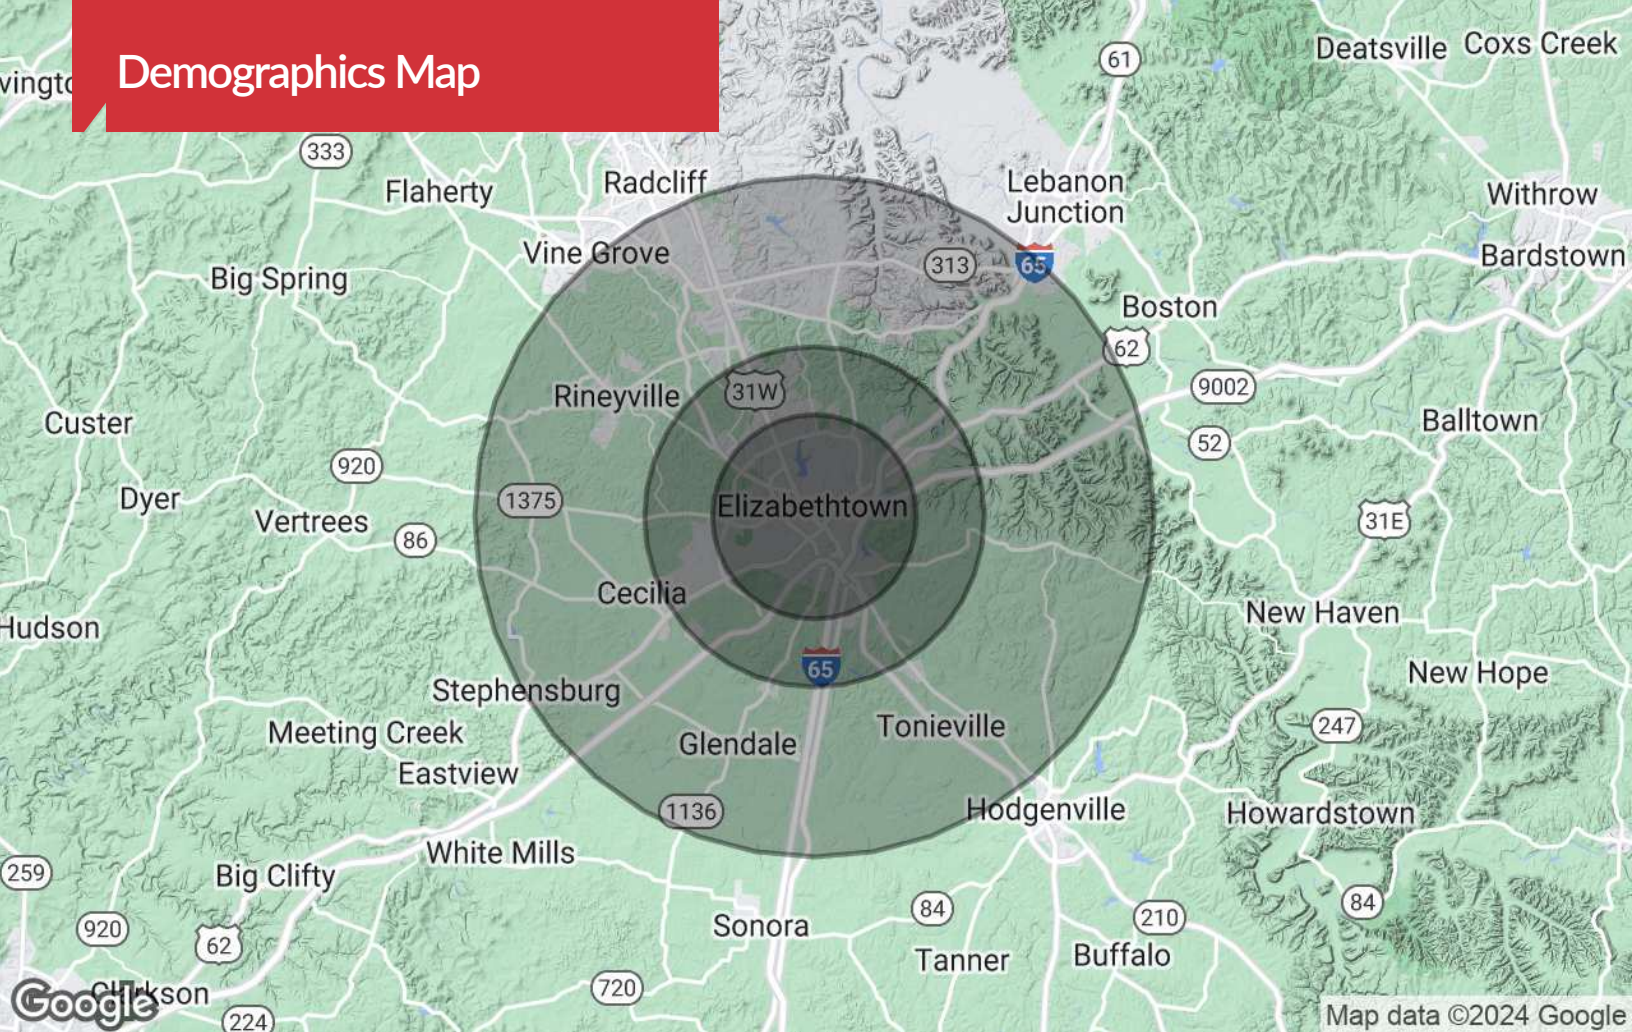 Demographics Map
61
Deatsville
Coxs Creek
333
Flaherty
Radcliff
Lebanon
Junction
Withrow
Vine Grove
313
65
Bardstown
Big Spring
Boston
62
31W
9002
Rineyville
Custer
Balltown
52
920
Dyer
1375
Elizabethtown
Vertrees
31E
86
Cecilia
New Haven
Hudson
65
New Hope
Stephensburg
Meeting Creek
Glendale
Tonieville
247
Eastview
1136
Hodgenville
Howardstown
White Mills
259
Big Clifty
84
84
920
62
Sonora
210
Tanner
Buffalo
720
Google
224
Map data ©2024 Google